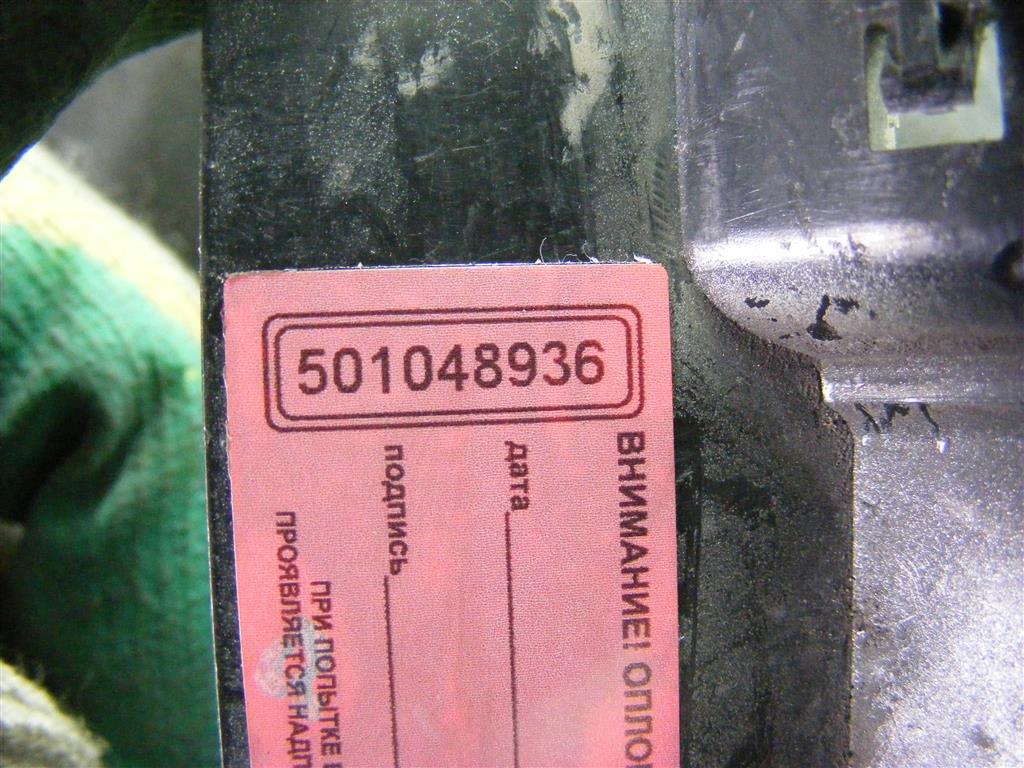 501048936
ВНИМАНИЕ!
дата
подпись
ПРИ ПОПЫТКЕ
ПРОЯВЛЯЕТСЯ